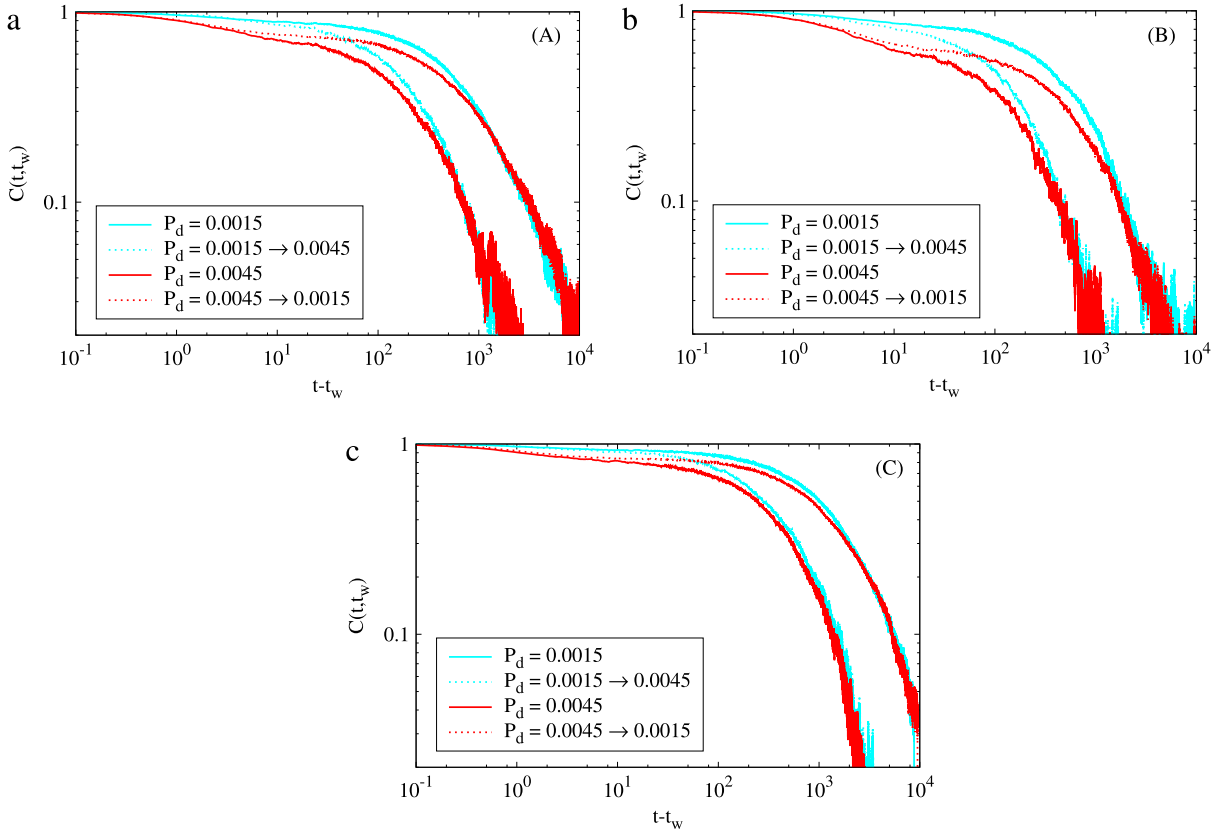 a
(A)
1
0.1
C(t,t_w)
P_d = 0.0015
P_d = 0.0015 → 0.0045
P_d = 0.0045
P_d = 0.0045 → 0.0015
10^-1 10^0 10^1 10^2 10^3 10^4
t-t_w
b
(B)
1
0.1
C(t,t_w)
P_d = 0.0015
P_d = 0.0015 → 0.0045
P_d = 0.0045
P_d = 0.0045 → 0.0015
10^-1 10^0 10^1 10^2 10^3 10^4
t-t_w
c
(C)
1
0.1
C(t,t_w)
P_d = 0.0015
P_d = 0.0015 → 0.0045
P_d = 0.0045
P_d = 0.0045 → 0.0015
10^-1 10^0 10^1 10^2 10^3 10^4
t-t_w